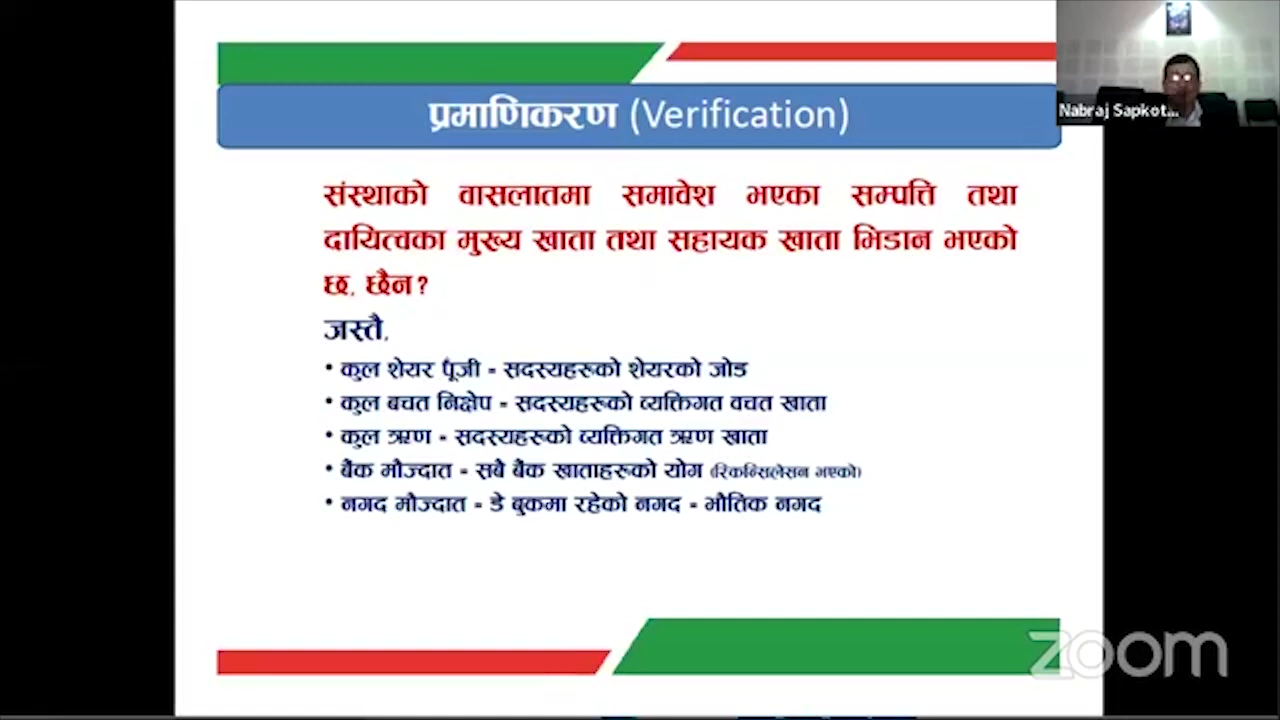 प्रमाणिकरण (Verification)
Nabraj Sapkot...
संस्थाको वासलातमा समावेश भएका सम्पत्ति तथा
दायित्वका मुख्य खाता तथा सहायक खाता भिडान भएको
छ, छैन?
जस्तै,
• कुल शेयर पूँजी = सदस्यहरूको शेयरको जोड
• कुल बचत निक्षेप = सदस्यहरूको व्यक्तिगत वचत खाता
• कुल ऋण = सदस्यहरूको व्यक्तिगत ऋण खाता
• बैंक मौज्दात = सबै बैंक खाताहरूको योग (रिकन्सिलेसन भएको)
• नगद मौज्दात = डे बुकमा रहेको नगद = भौतिक नगद
zoom